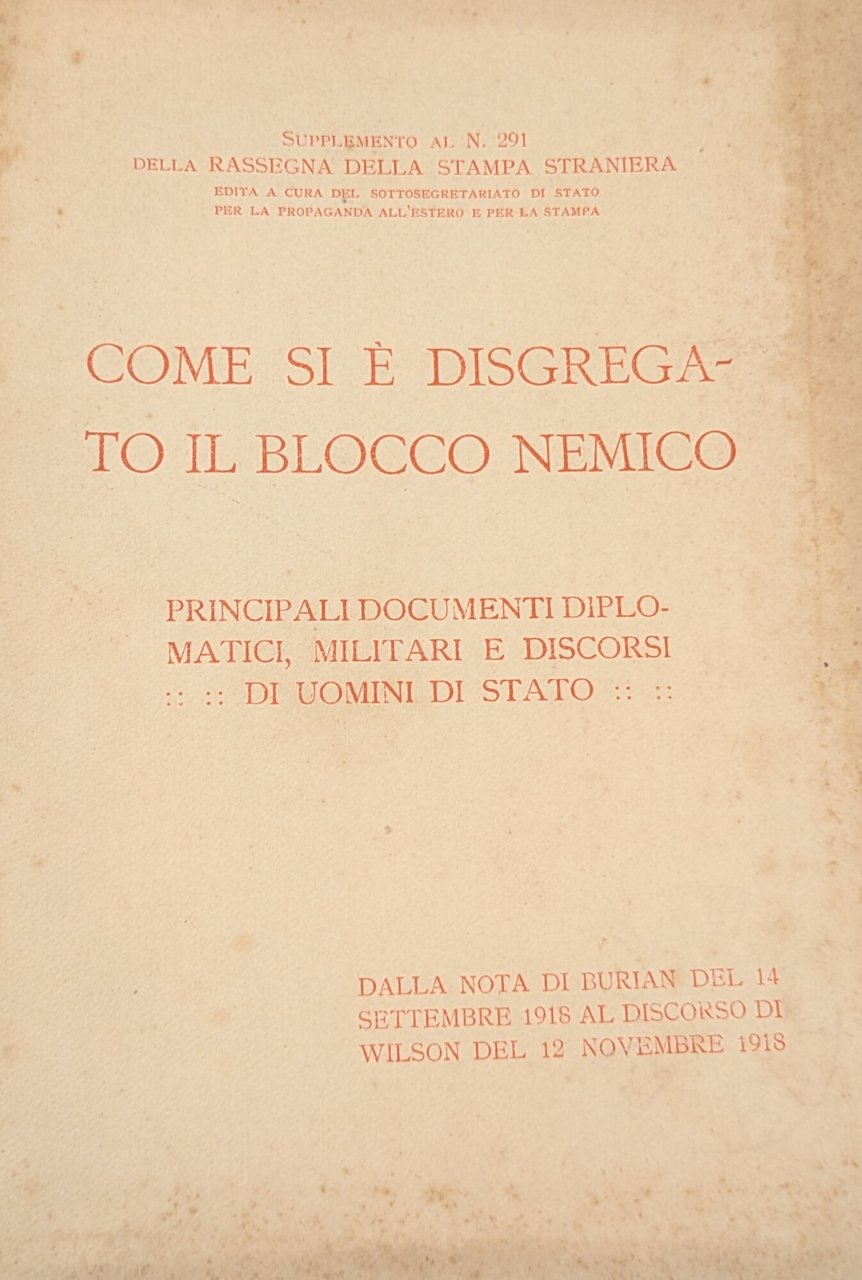 Supplemento al N. 291
della RASSEGNA DELLA STAMPA STRANIERA
edita a cura del sottosegretariato di stato
per la propaganda all'estero e per la stampa
COME SI È DISGREGA-
TO IL BLOCCO NEMICO
PRINCIPALI DOCUMENTI DIPLO-
MATICI, MILITARI E DISCORSI
:: :: DI UOMINI DI STATO :: ::
DALLA NOTA DI BURIAN DEL 14
SETTEMBRE 1918 AL DISCORSO DI
WILSON DEL 12 NOVEMBRE 1918